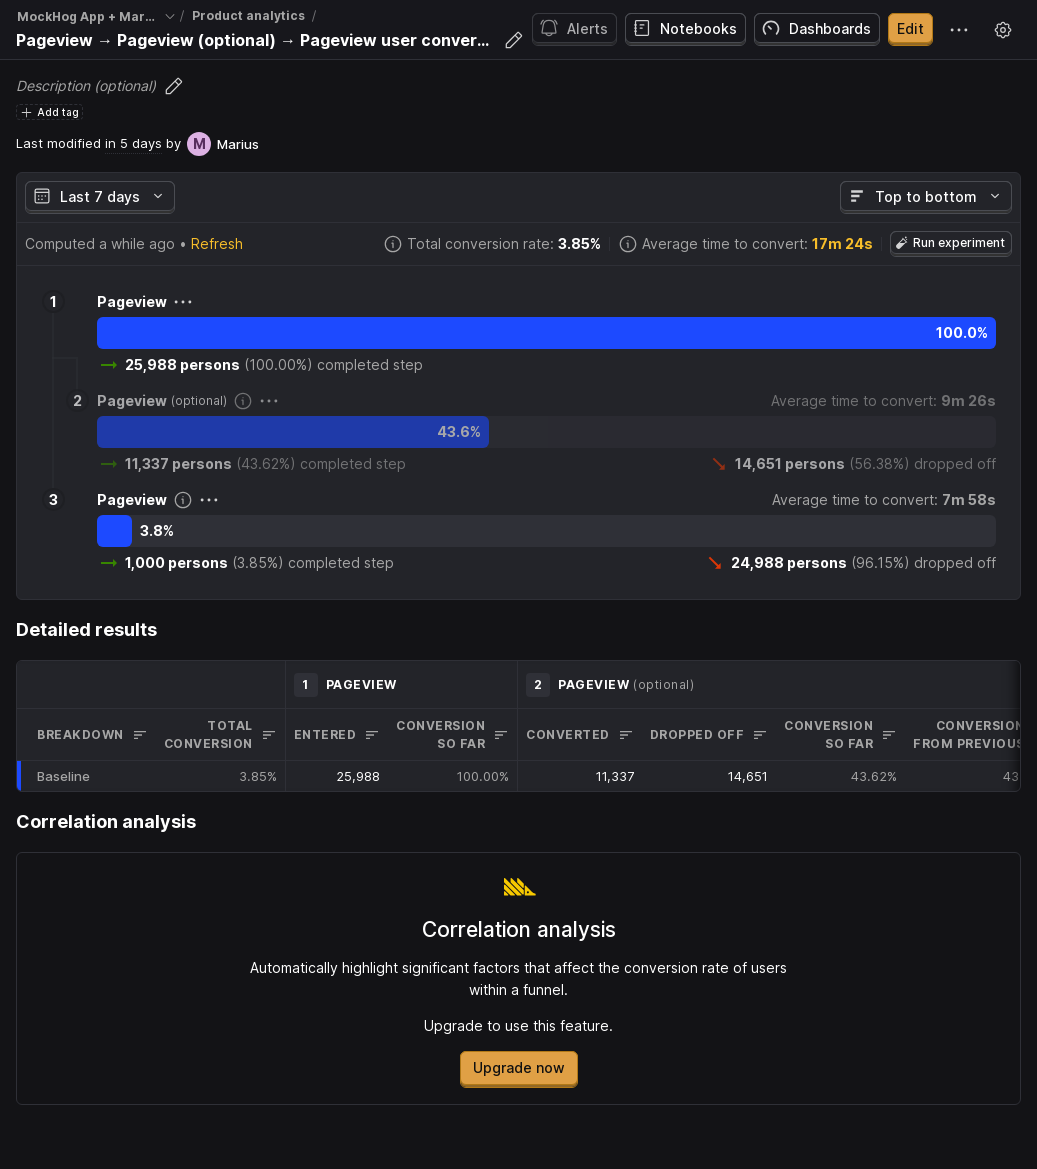 MockHog App + Mar... / Product analytics /
Pageview → Pageview (optional) → Pageview user conver...
Alerts
Notebooks
Dashboards
Edit
Description (optional)
Add tag
Last modified in 5 days by M Marius
Last 7 days
Top to bottom
Computed a while ago • Refresh
Total conversion rate: 3.85%
Average time to convert: 17m 24s
Run experiment
1 Pageview
100.0%
25,988 persons (100.00%) completed step
2 Pageview (optional)
Average time to convert: 9m 26s
43.6%
11,337 persons (43.62%) completed step
14,651 persons (56.38%) dropped off
3 Pageview
Average time to convert: 7m 58s
3.8%
1,000 persons (3.85%) completed step
24,988 persons (96.15%) dropped off
Detailed results
1 PAGEVIEW
2 PAGEVIEW (optional)
BREAKDOWN
TOTAL
CONVERSION
ENTERED
CONVERSION
SO FAR
CONVERTED
DROPPED OFF
CONVERSION
SO FAR
CONVERSION
FROM PREVIOUS
Baseline 3.85% 25,988 100.00% 11,337 14,651 43.62% 43
Correlation analysis
Correlation analysis
Automatically highlight significant factors that affect the conversion rate of users
within a funnel.
Upgrade to use this feature.
Upgrade now